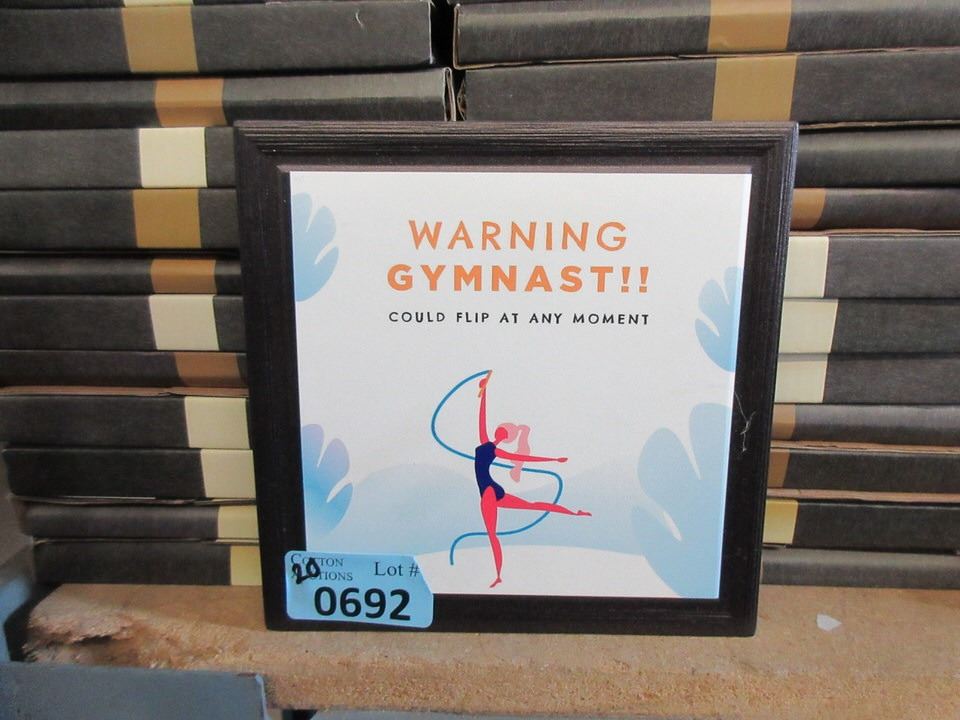 WARNING
GYMNAST!!
COULD FLIP AT ANY MOMENT
20
Lot #
0692